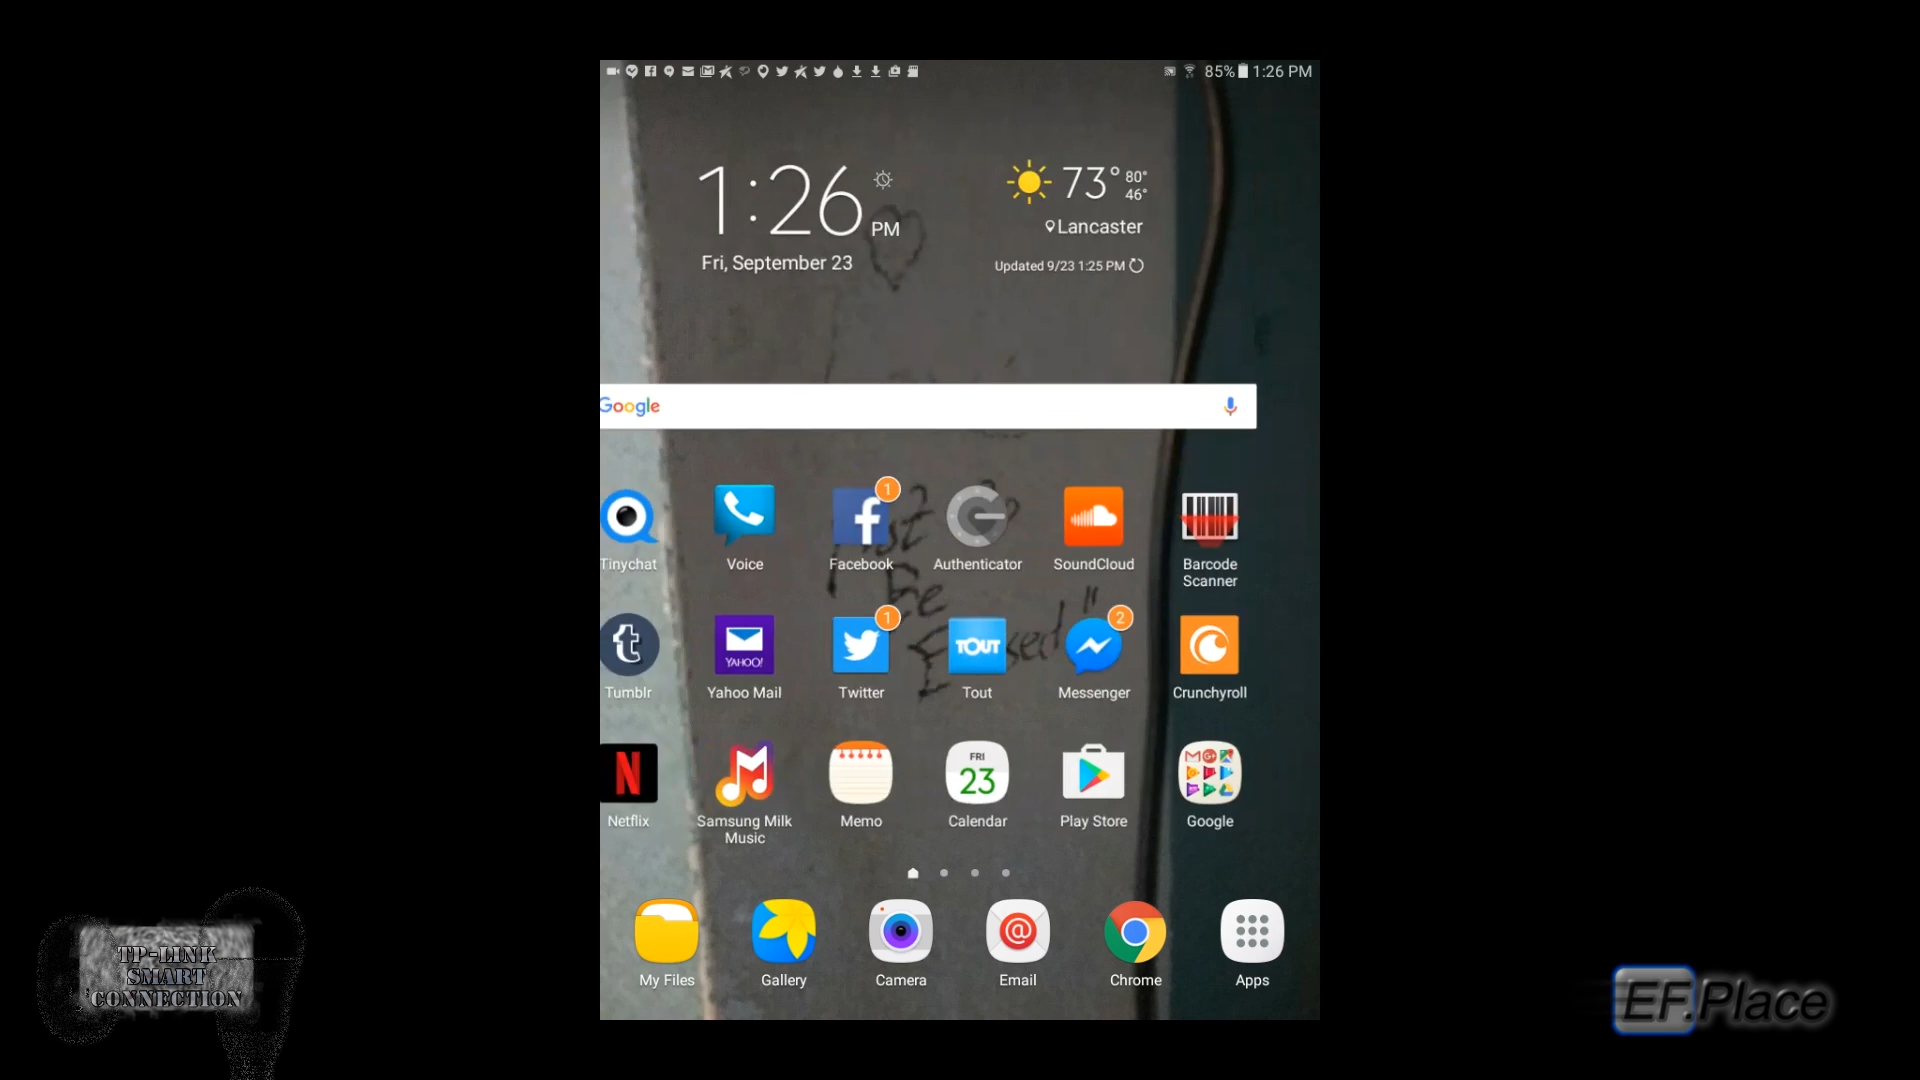 85% 1:26 PM
1:26 PM
Fri, September 23
73° 80°
46°
Lancaster
Updated 9/23 1:25 PM
Google
1
Tinychat Voice Facebook Authenticator SoundCloud Barcode
Scanner
YAHOO! 1 TOUT 2
Tumblr Yahoo Mail Twitter Tout Messenger Crunchyroll
FRI
23
Netflix Samsung Milk
Music Memo Calendar Play Store Google
My Files Gallery Camera Email Chrome Apps
Be
Erased"
TP-LINK
SMART
CONNECTION
EF.Place